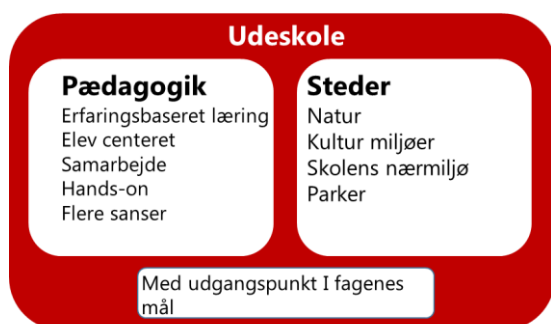 Udeskole
Pædagogik
Erfaringsbaseret læring
Elev centeret
Samarbejde
Hands-on
Flere sanser
Steder
Natur
Kultur miljøer
Skolens nærmiljø
Parker
Med udgangspunkt I fagenes
mål